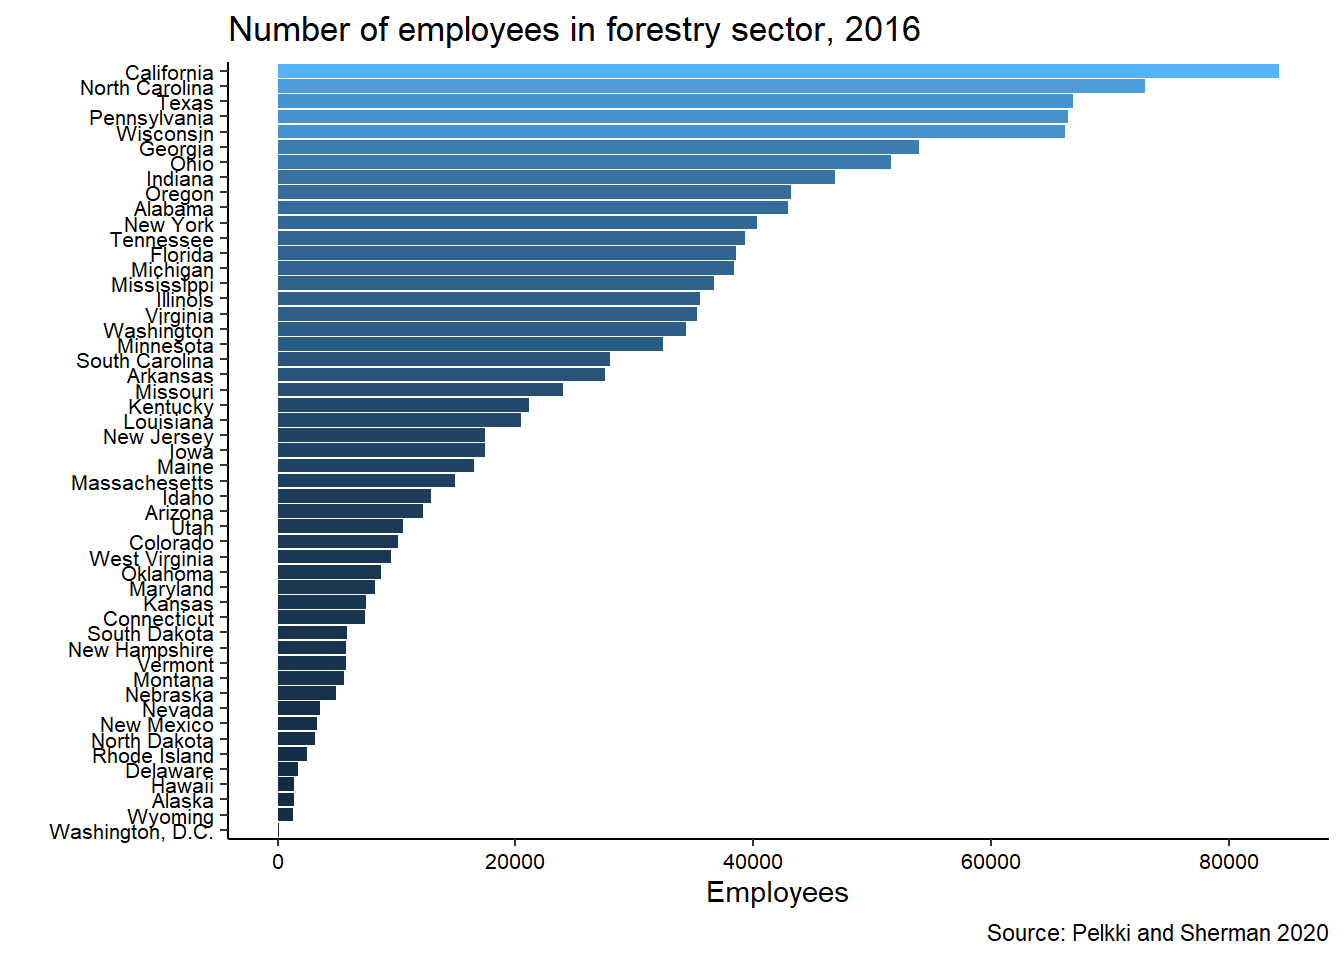 Number of employees in forestry sector, 2016
California
North Carolina
Texas
Pennsylvania
Wisconsin
Georgia
Ohio
Indiana
Oregon
Alabama
New York
Tennessee
Florida
Michigan
Mississippi
Illinois
Virginia
Washington
Minnesota
South Carolina
Arkansas
Missouri
Kentucky
Louisiana
New Jersey
Iowa
Maine
Massachesetts
Idaho
Arizona
Utah
Colorado
West Virginia
Oklahoma
Maryland
Kansas
Connecticut
South Dakota
New Hampshire
Vermont
Montana
Nebraska
Nevada
New Mexico
North Dakota
Rhode Island
Delaware
Hawaii
Alaska
Wyoming
Washington, D.C.
0 20000 40000 60000 80000
Employees
Source: Pelkki and Sherman 2020